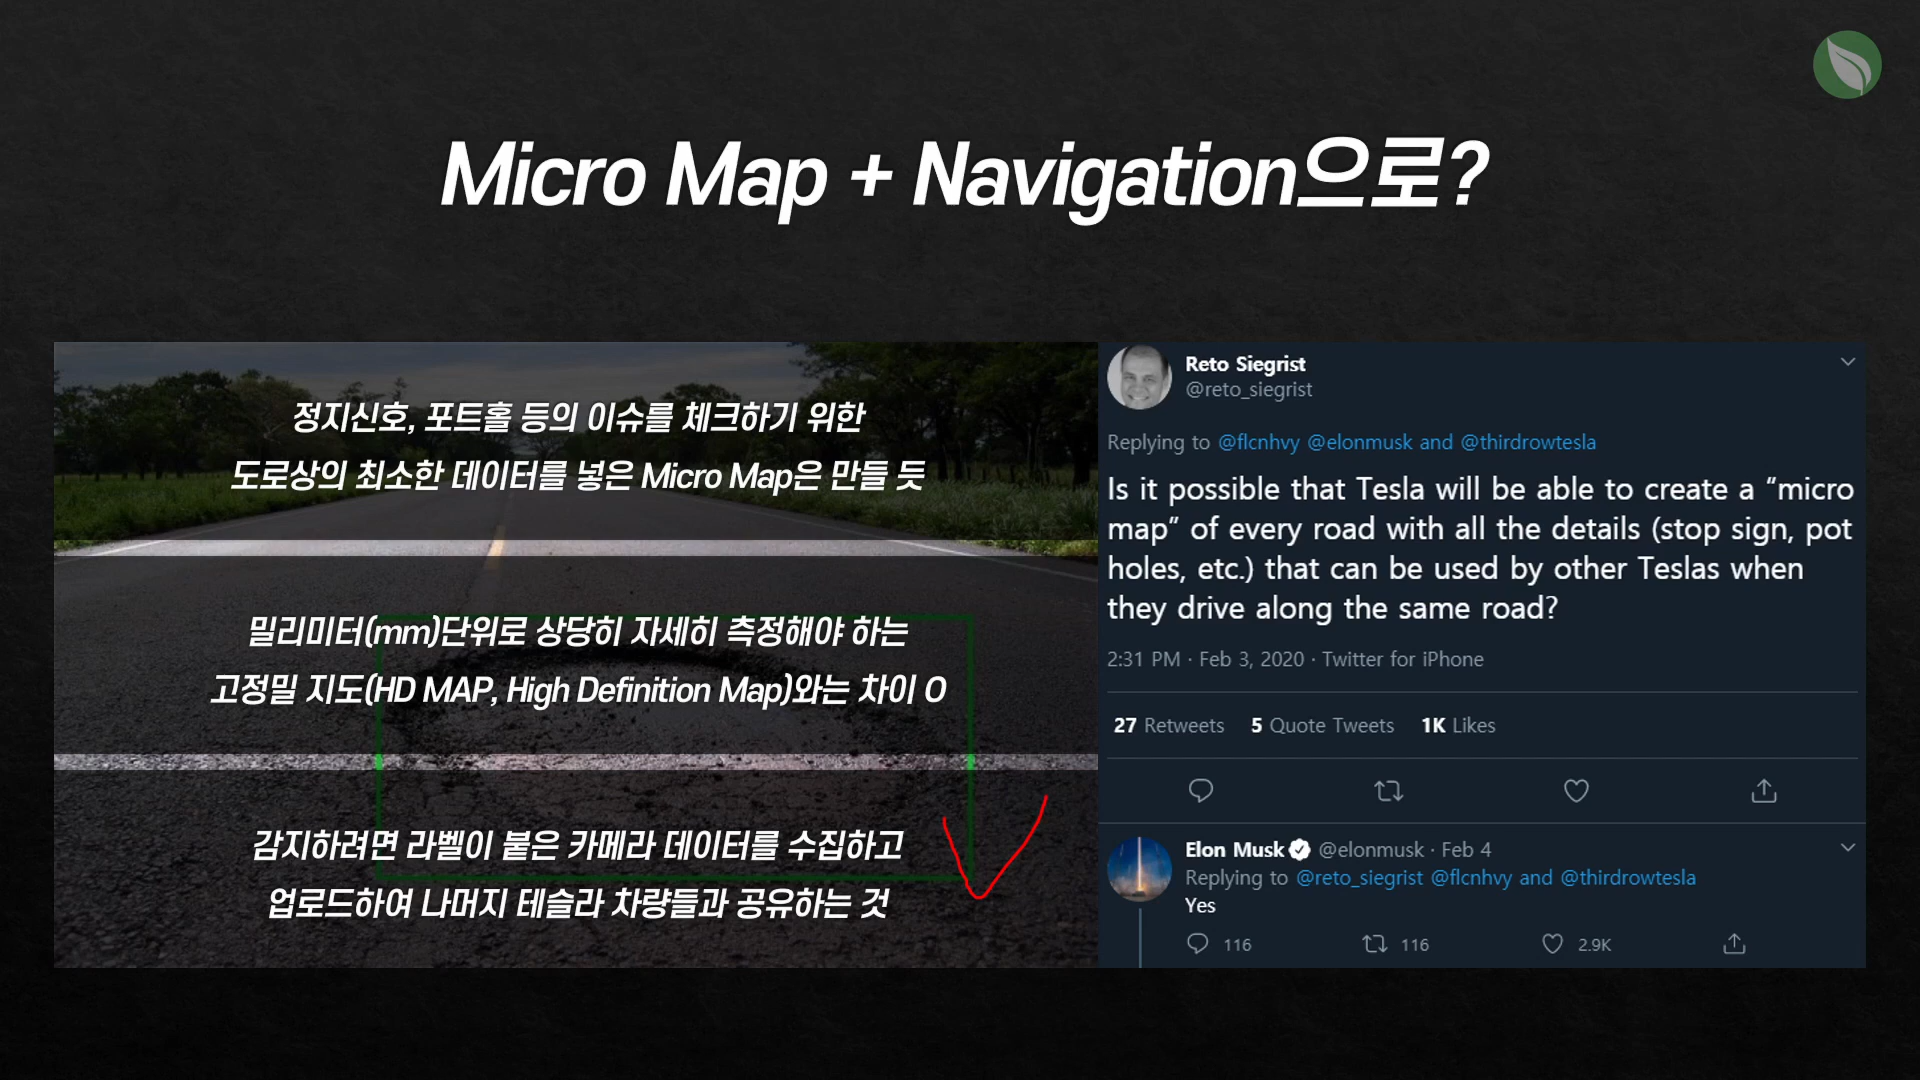 Micro Map + Navigation으로?
정지신호, 포트홀 등의 이슈를 체크하기 위한
도로상의 최소한 데이터를 넣은 Micro Map은 만들 듯
밀리미터(mm)단위로 상당히 자세히 측정해야 하는
고정밀 지도(HD MAP, High Definition Map)와는 차이 O
감지하려면 라벨이 붙은 카메라 데이터를 수집하고
업로드하여 나머지 테슬라 차량들과 공유하는 것
Reto Siegrist
@reto_siegrist
Replying to @flcnhvy @elonmusk and @thirdrowtesla
Is it possible that Tesla will be able to create a “micro
map” of every road with all the details (stop sign, pot
holes, etc.) that can be used by other Teslas when
they drive along the same road?
2:31 PM · Feb 3, 2020 · Twitter for iPhone
27 Retweets 5 Quote Tweets 1K Likes
Elon Musk @elonmusk · Feb 4
Replying to @reto_siegrist @flcnhvy and @thirdrowtesla
Yes
116 116 2.9K